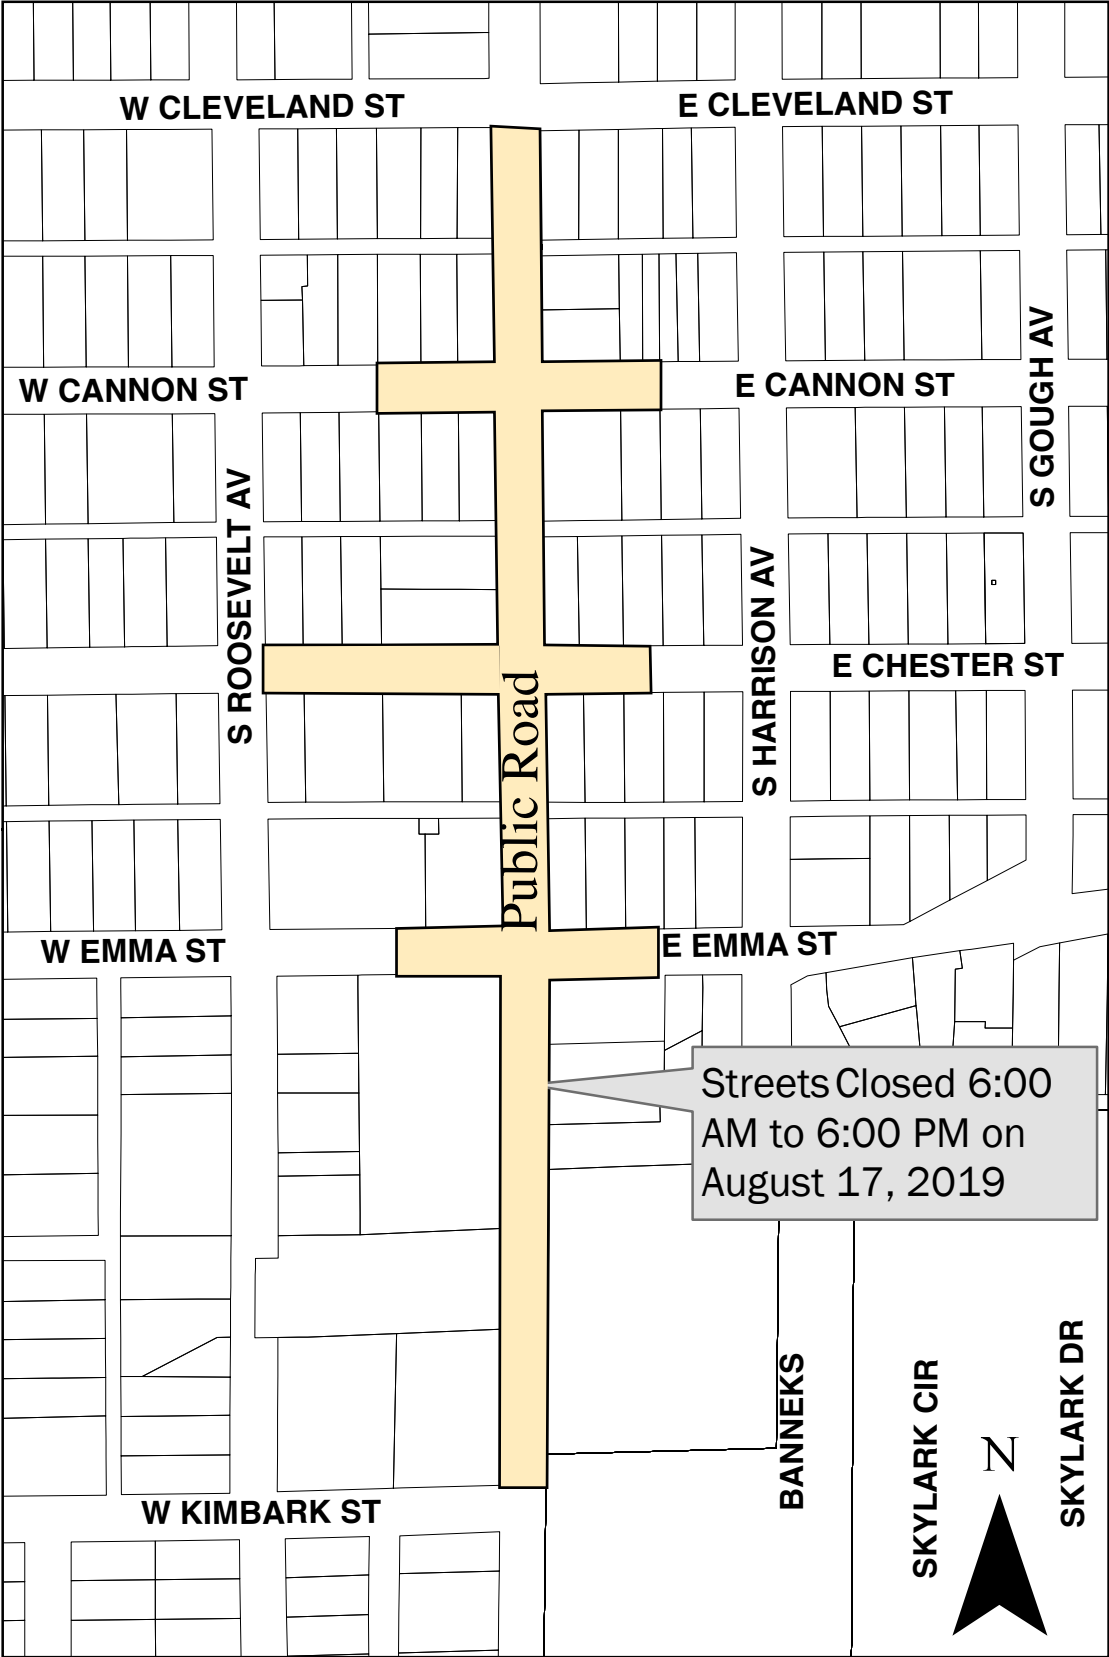 W CLEVELAND ST
E CLEVELAND ST
W CANNON ST
E CANNON ST
S GOUGH AV
S ROOSEVELT AV
S HARRISON AV
E CHESTER ST
Public Road
W EMMA ST
E EMMA ST
Streets Closed 6:00
AM to 6:00 PM on
August 17, 2019
BANNEKS
SKYLARK CIR
SKYLARK DR
N
W KIMBARK ST